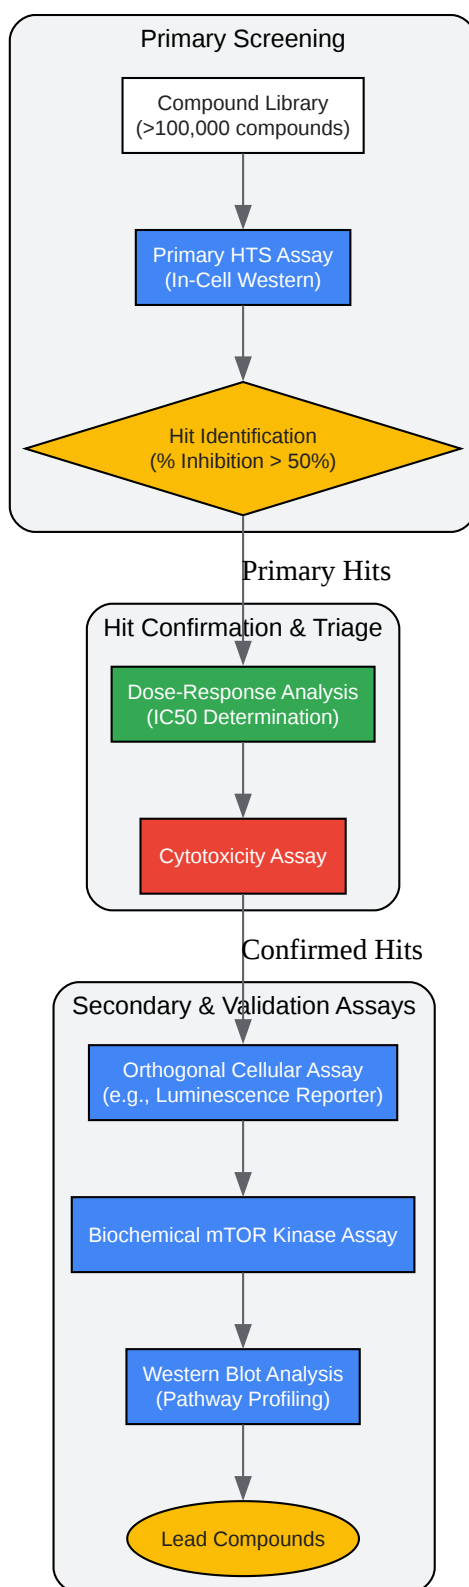 Primary Screening
Compound Library
(>100,000 compounds)
Primary HTS Assay
(In-Cell Western)
Hit Identification
(% Inhibition > 50%)
Primary Hits
Hit Confirmation & Triage
Dose-Response Analysis
(IC50 Determination)
Cytotoxicity Assay
Confirmed Hits
Secondary & Validation Assays
Orthogonal Cellular Assay
(e.g., Luminescence Reporter)
Biochemical mTOR Kinase Assay
Western Blot Analysis
(Pathway Profiling)
Lead Compounds